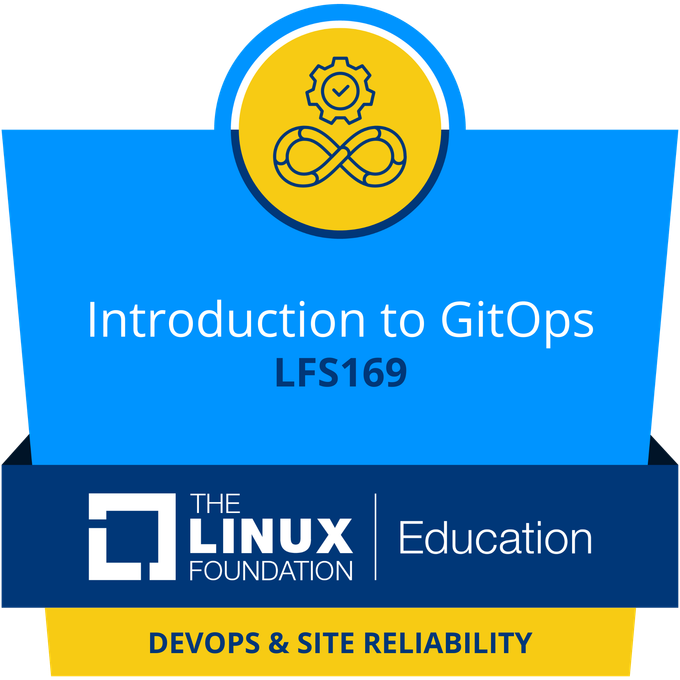 Introduction to GitOps
LFS169
THE
LINUX
FOUNDATION
Education
DEVOPS & SITE RELIABILITY